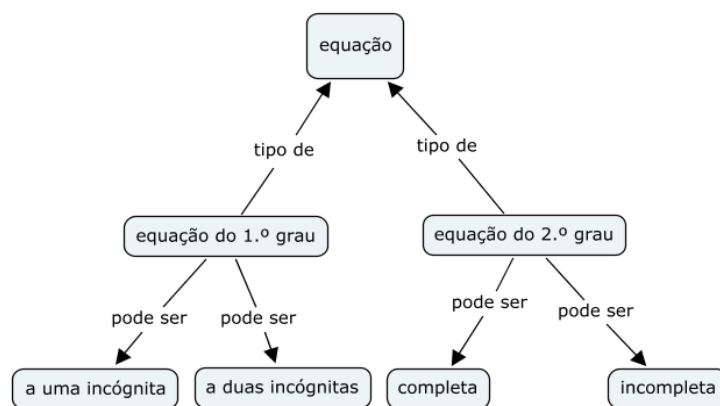 equação
tipo de
tipo de
equação do 1.º grau
equação do 2.º grau
pode ser
pode ser
pode ser
pode ser
a uma incógnita
a duas incógnitas
completa
incompleta